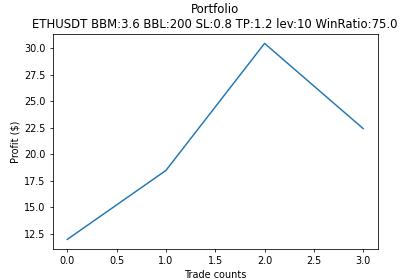 Portfolio
ETHUSDT BBM:3.6 BBL:200 SL:0.8 TP:1.2 lev:10 WinRatio:75.0
30.0
27.5
25.0
22.5
20.0
17.5
15.0
12.5
Profit ($)
0.0 0.5 1.0 1.5 2.0 2.5 3.0
Trade counts